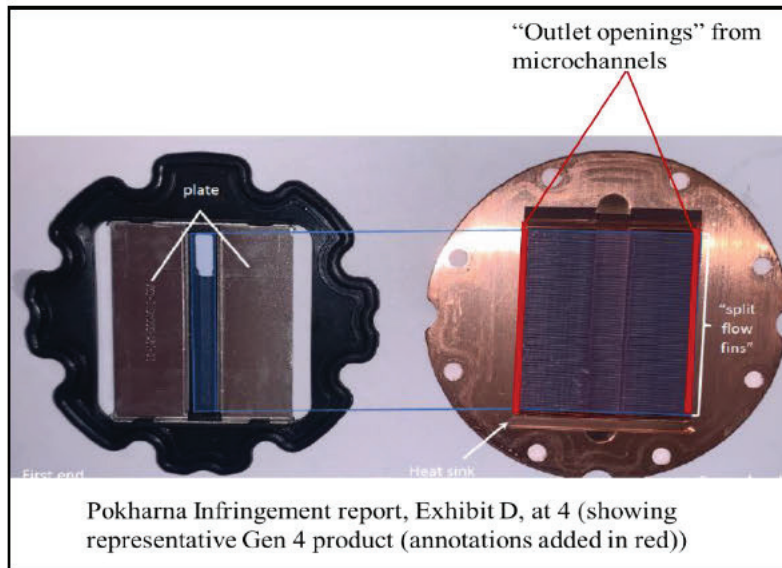 “Outlet openings” from
microchannels
plate
“split
flow
fins”
First end
Heat sink
Pokharna Infringement report, Exhibit D, at 4 (showing
representative Gen 4 product (annotations added in red))